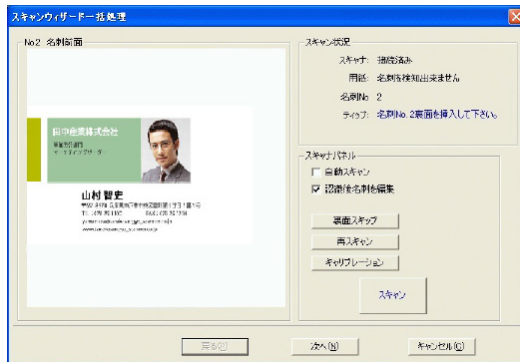 スキャンウィザード一括処理
No.2 名刺前面
田中産業株式会社
山村 智史
スキャン状況
スキャナ: 接続済み
用紙: 名刺を検知出来ません
名刺No 2
ティップ: 名刺No.2裏面を挿入して下さい。
スキャナパネル
自動スキャン
認識後名刺を編集
裏面スキップ
再スキャン
キャリブレーション
スキャン
戻る(B)
次へ(N)
キャンセル(C)